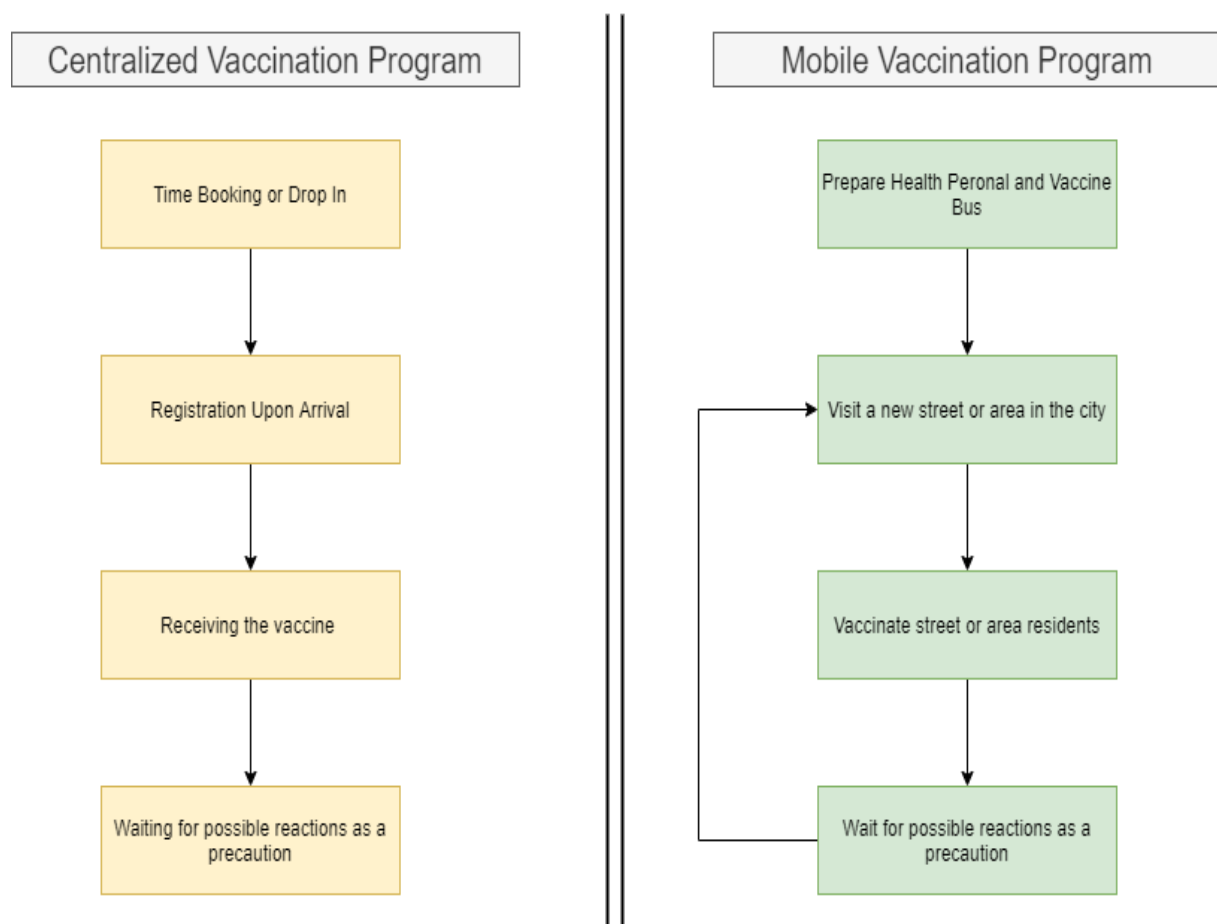 Centralized Vaccination Program
Time Booking or Drop In
Registration Upon Arrival
Receiving the vaccine
Waiting for possible reactions as a
precaution
Mobile Vaccination Program
Prepare Health Peronal and Vaccine
Bus
Visit a new street or area in the city
Vaccinate street or area residents
Wait for possible reactions as a
precaution